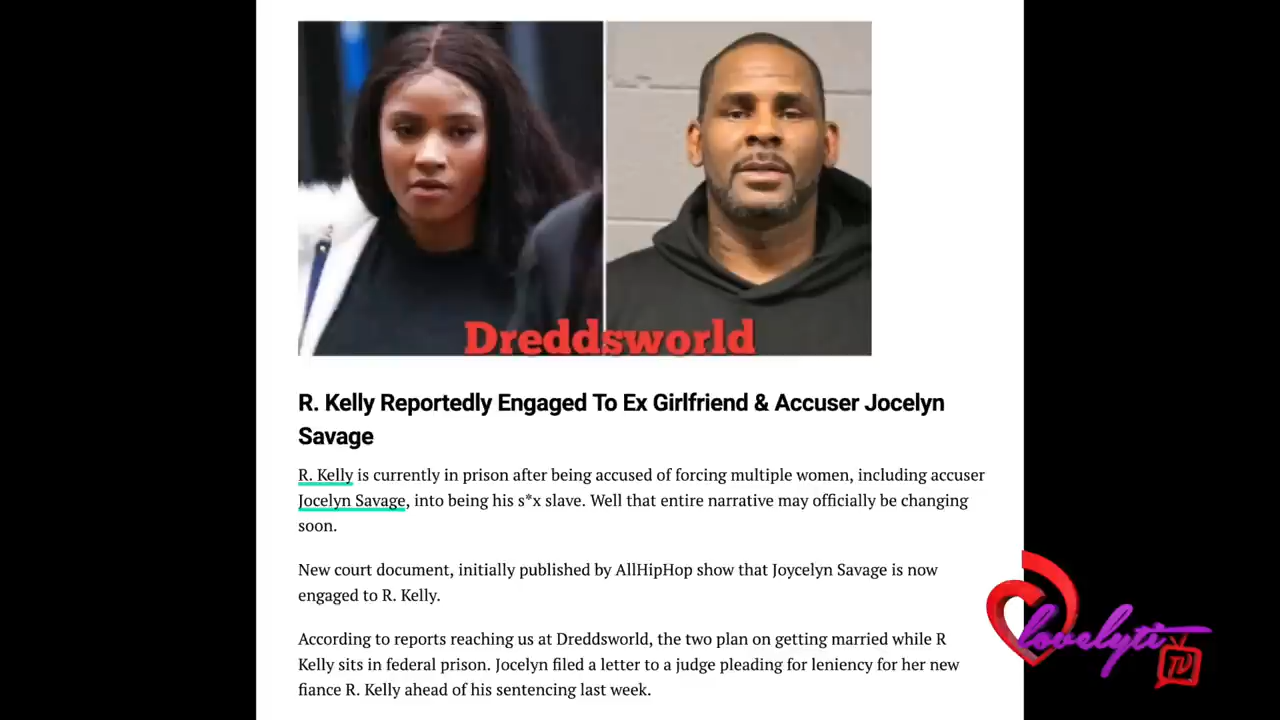 Dreddsworld
R. Kelly Reportedly Engaged To Ex Girlfriend & Accuser Jocelyn
Savage
R. Kelly is currently in prison after being accused of forcing multiple women, including accuser
Jocelyn Savage, into being his s*x slave. Well that entire narrative may officially be changing
soon.
New court document, initially published by AllHipHop show that Joycelyn Savage is now
engaged to R. Kelly.
According to reports reaching us at Dreddsworld, the two plan on getting married while R
Kelly sits in federal prison. Jocelyn filed a letter to a judge pleading for leniency for her new
fiance R. Kelly ahead of his sentencing last week.
lovelyti
TV